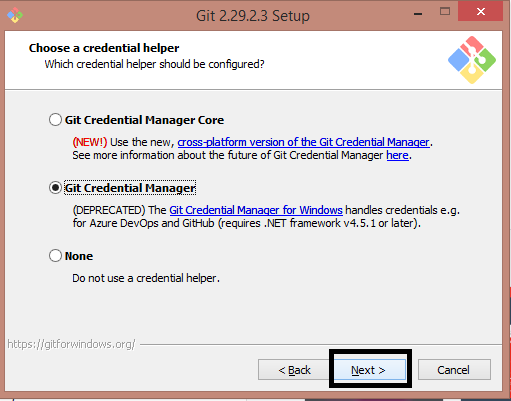 Git 2.29.2.3 Setup
Choose a credential helper
Which credential helper should be configured?
Git Credential Manager Core
(NEW!) Use the new, cross-platform version of the Git Credential Manager.
See more information about the future of Git Credential Manager here.
Git Credential Manager
(DEPRECATED) The Git Credential Manager for Windows handles credentials e.g.
for Azure DevOps and GitHub (requires .NET framework v4.5.1 or later).
None
Do not use a credential helper.
https://gitforwindows.org/
< Back
Next >
Cancel